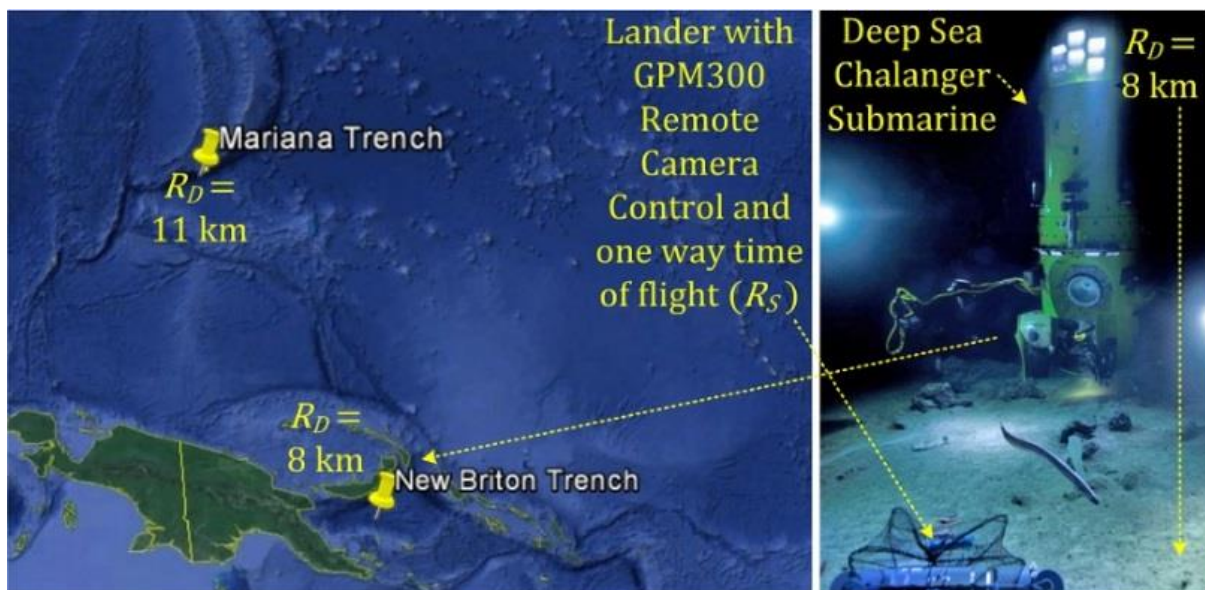 Mariana Trench
R_D =
11 km
R_D =
8 km
New Briton Trench
Lander with
GPM300
Remote
Camera
Control and
one way time
of flight (R_S)
Deep Sea
Chalanger
Submarine
R_D =
8 km